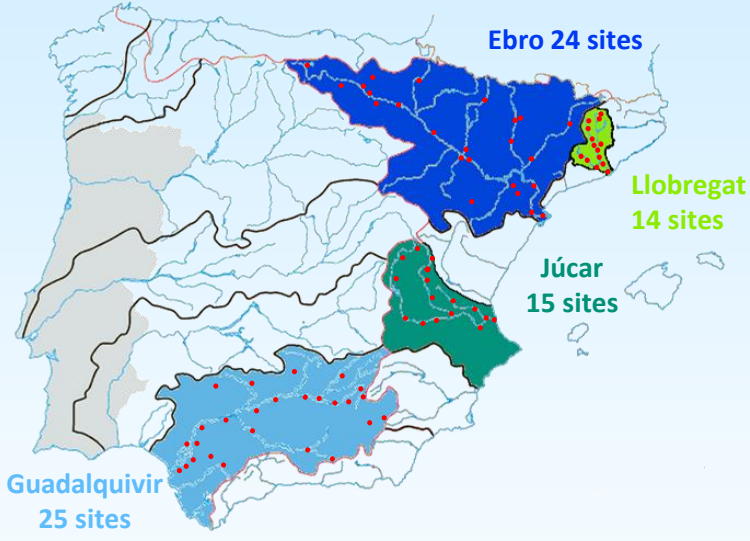 Ebro 24 sites
Llobregat
14 sites
Júcar
15 sites
Guadalquivir
25 sites